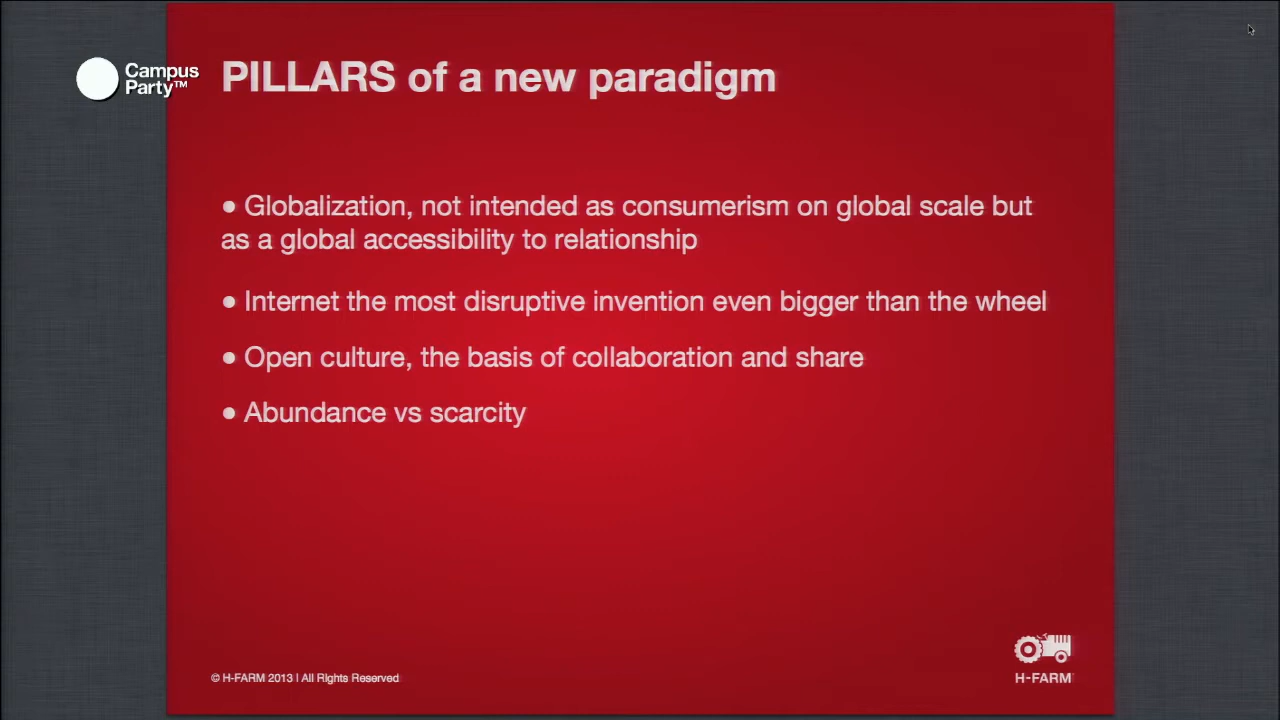 Campus
Party™
PILLARS of a new paradigm
● Globalization, not intended as consumerism on global scale but
as a global accessibility to relationship
● Internet the most disruptive invention even bigger than the wheel
● Open culture, the basis of collaboration and share
● Abundance vs scarcity
© H-FARM 2013 | All Rights Reserved
H-FARM